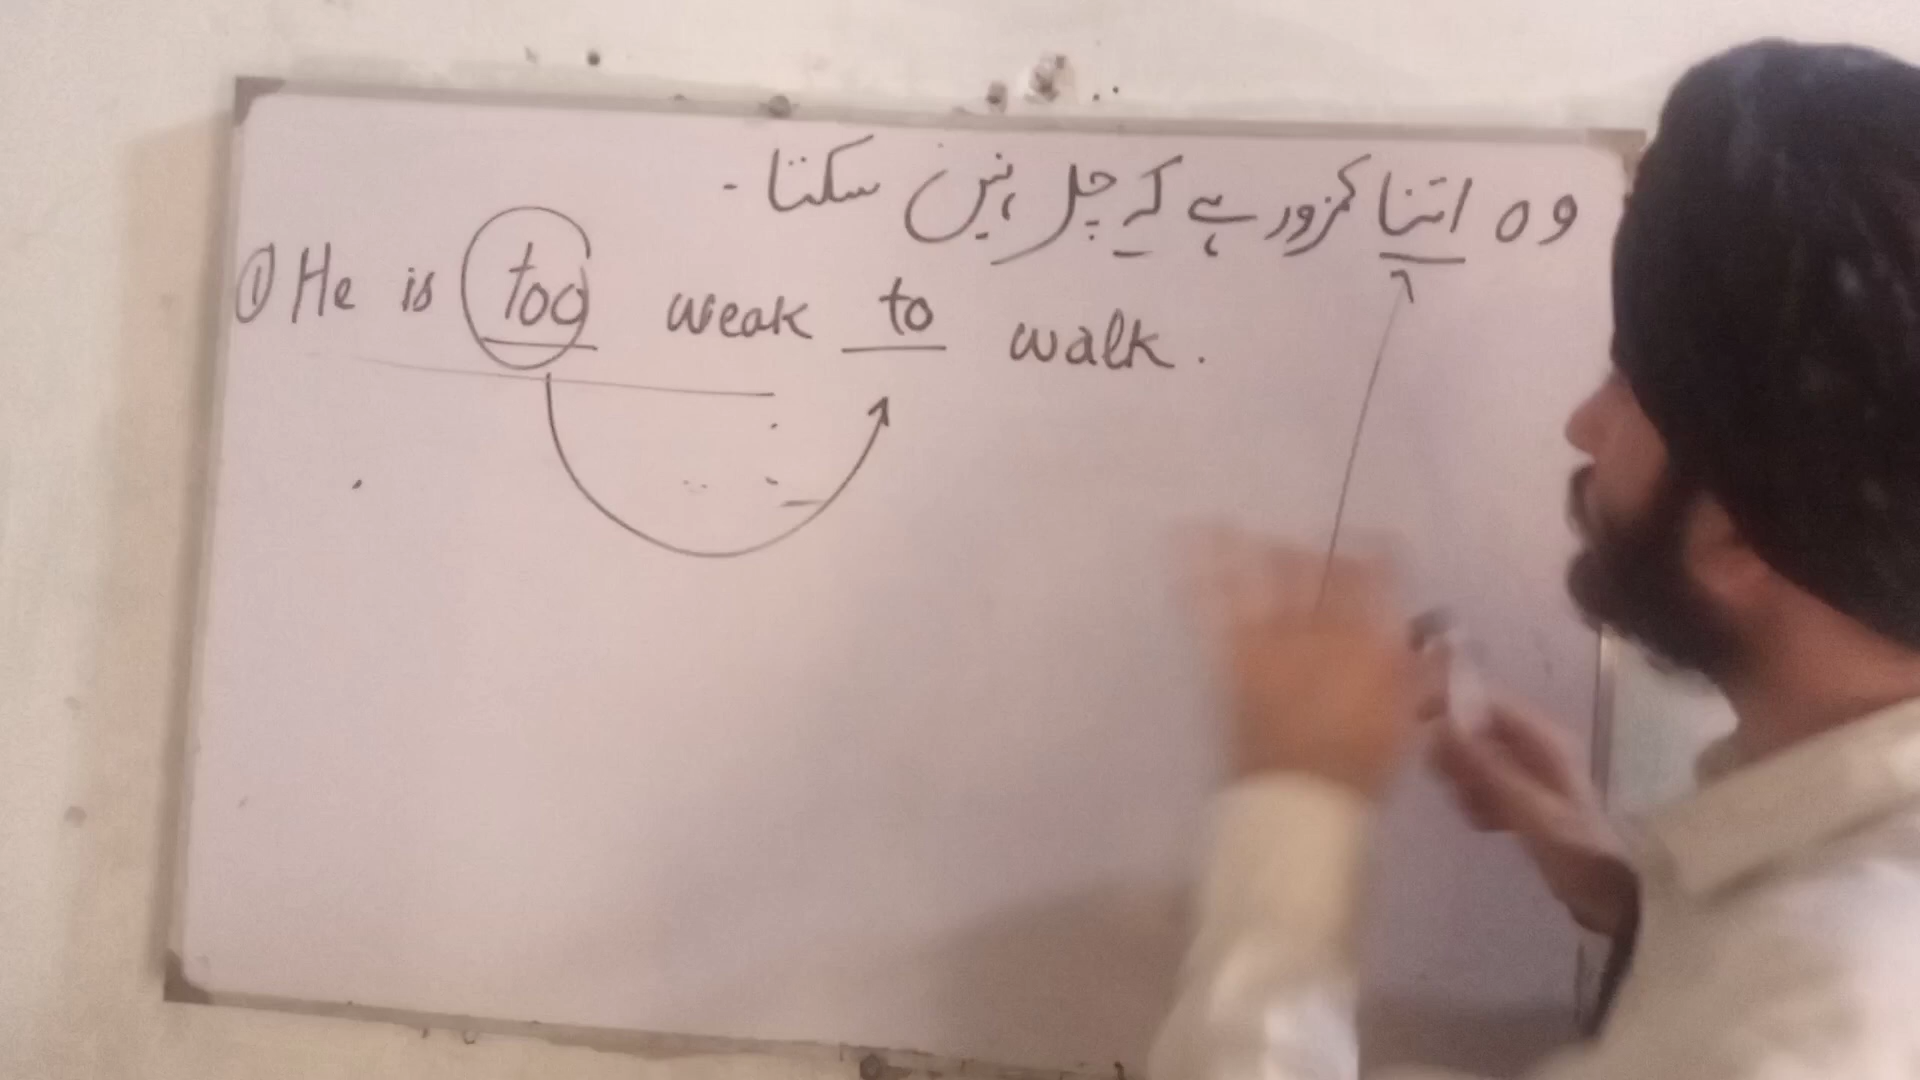 وہ اتنا کمزور ہے کہ چل نہیں سکتا ۔
① He is too weak to walk .